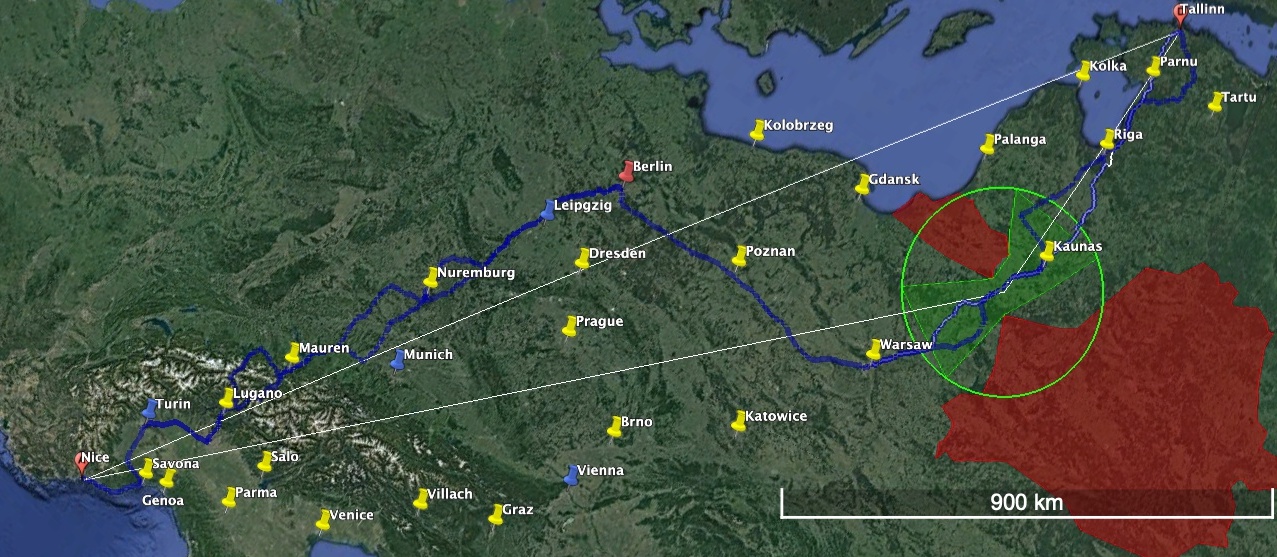 Tallinn
Kolka
Parnu
Tartu
Kolobrzeg
Palanga
Riga
Berlin
Gdansk
Leipgzig
Dresden
Poznan
Kaunas
Nuremburg
Prague
Mauren
Munich
Warsaw
Lugano
Turin
Brno
Katowice
Nice
Savona
Salo
Vienna
Genoa
Parma
Villach
Graz
Venice
900 km